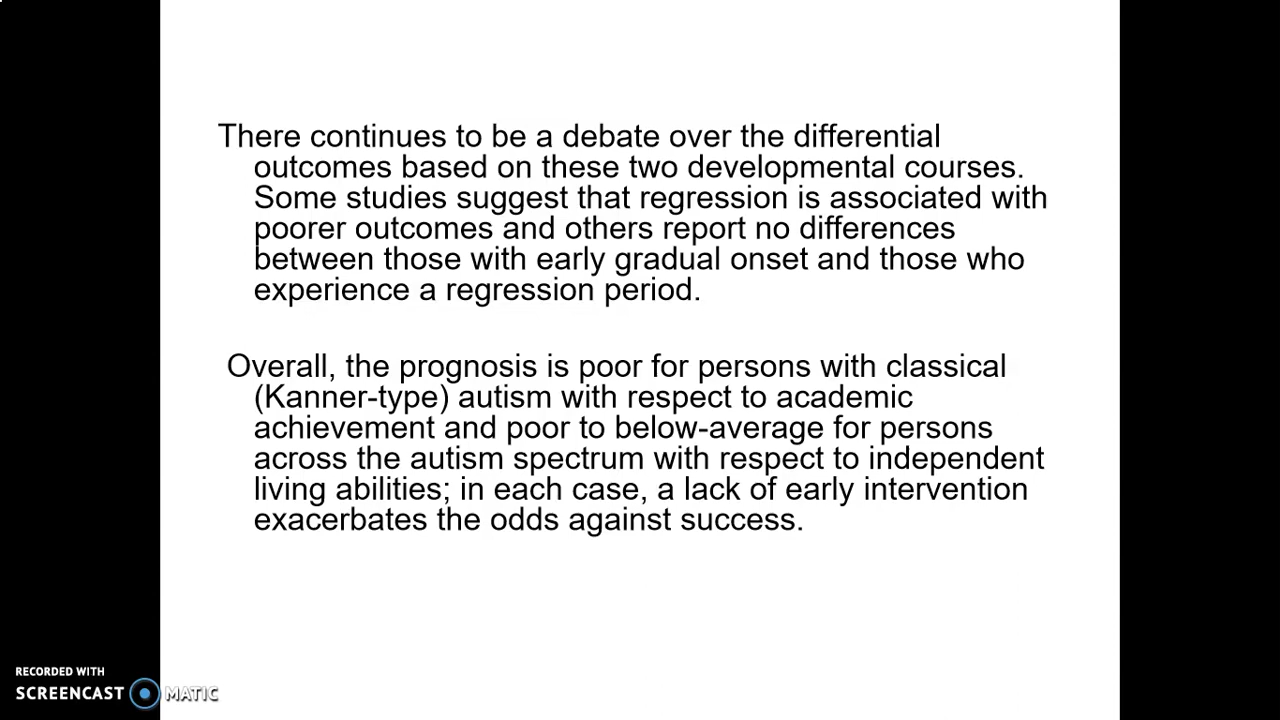 There continues to be a debate over the differential
outcomes based on these two developmental courses.
Some studies suggest that regression is associated with
poorer outcomes and others report no differences
between those with early gradual onset and those who
experience a regression period.
Overall, the prognosis is poor for persons with classical
(Kanner-type) autism with respect to academic
achievement and poor to below-average for persons
across the autism spectrum with respect to independent
living abilities; in each case, a lack of early intervention
exacerbates the odds against success.
RECORDED WITH
SCREENCAST MATIC